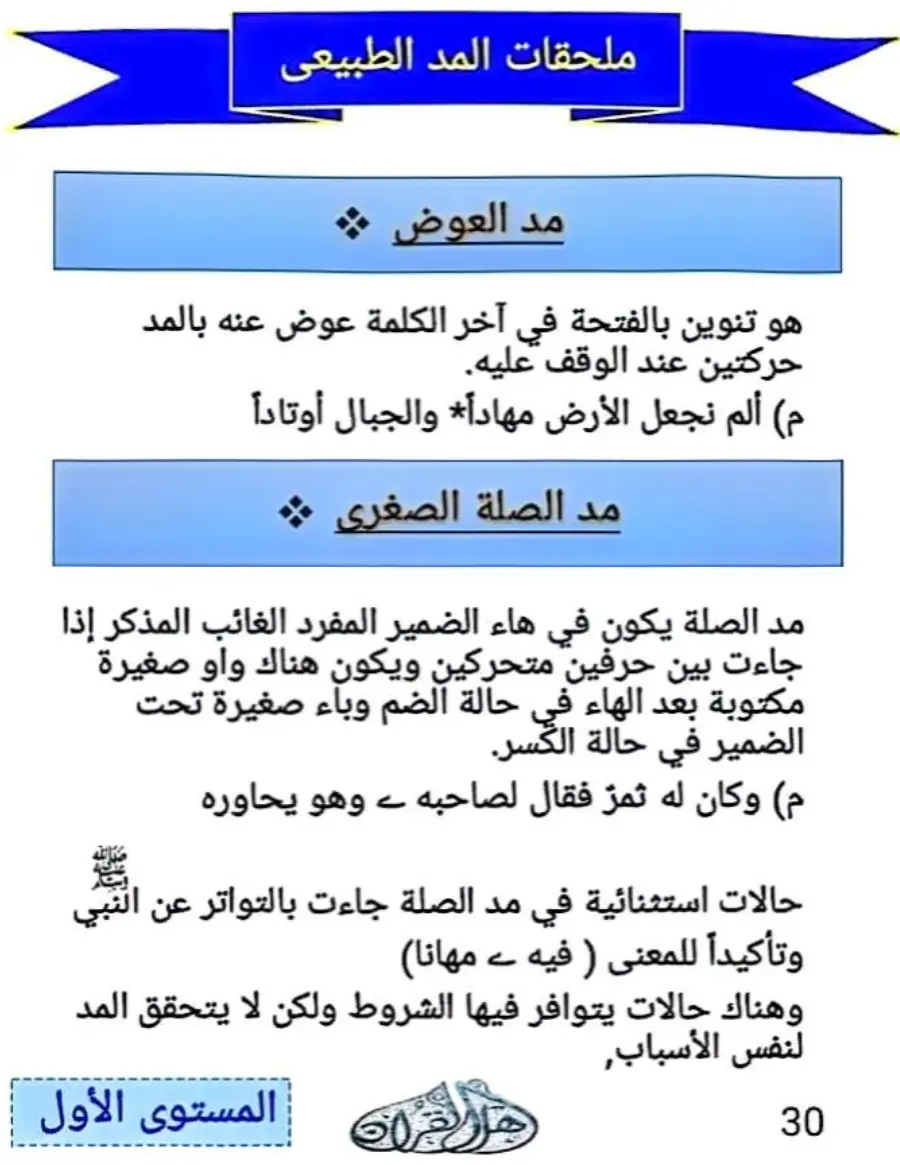 ملحقات المد الطبيعى
❖ مد العوض
هو تنوين بالفتحة في آخر الكلمة عوض عنه بالمد
حركتين عند الوقف عليه.
م) ألم نجعل الأرض مهاداً* والجبال أوتاداً
❖ مد الصلة الصغرى
مد الصلة يكون في هاء الضمير المفرد الغائب المذكر إذا
جاءت بين حرفين متحركين ويكون هناك واو صغيرة
مكتوبة بعد الهاء في حالة الضم وباء صغيرة تحت
الضمير في حالة الكسر.
م) وكان له ثمرٌ فقال لصاحبه ے وهو يحاوره
حالات استثنائية في مد الصلة جاءت بالتواتر عن النبي ﷺ
وتأكيداً للمعنى ( فيه ے مهانا)
وهناك حالات يتوافر فيها الشروط ولكن لا يتحقق المد
لنفس الأسباب,
المستوى الأول
30